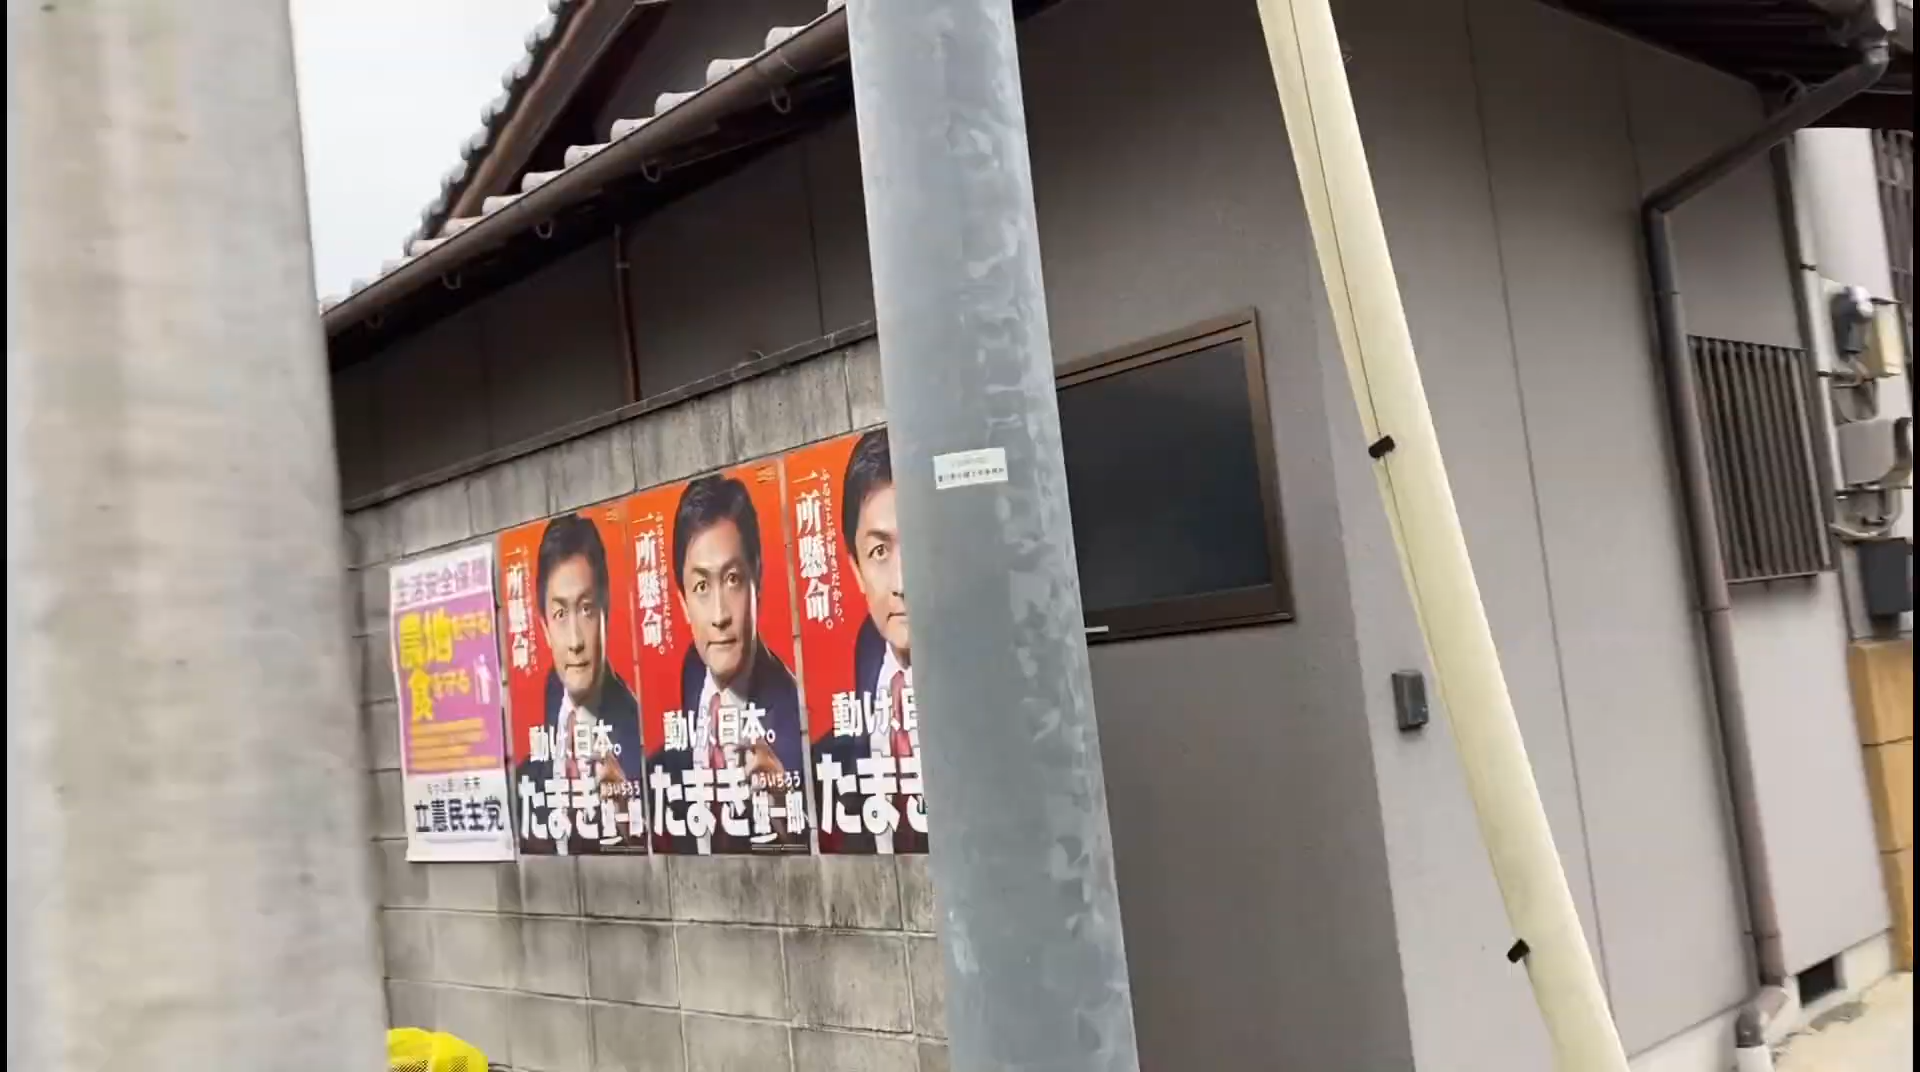 生活安全保障
農地を守る
食を守る
立憲民主党
ふるさとが好きだから、
一所懸命。
動け、日本。
ゆういちろう
たまき雄一郎
ふるさとが好きだから、
一所懸命。
動け、日本。
ゆういちろう
たまき雄一郎
ふるさとが好きだから、
一所懸命。
動け、日
たまき